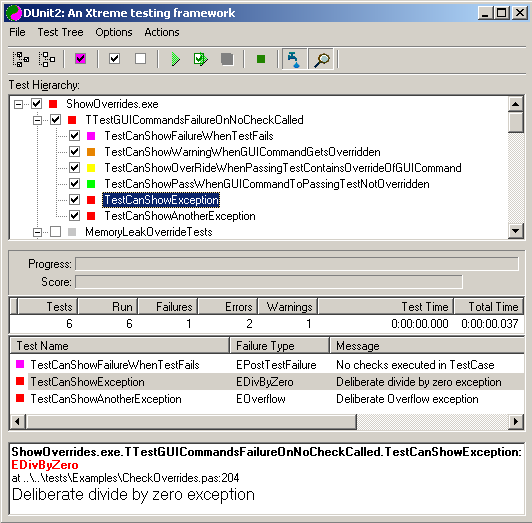 DUnit2: An Xtreme testing framework
File Test Tree Options Actions
Test Hierarchy:
ShowOverrides.exe
TTestGUICommandsFailureOnNoCheckCalled
TestCanShowFailureWhenTestFails
TestCanShowWarningWhenGUICommandGetsOverridden
TestCanShowOverRideWhenPassingTestContainsOverrideOfGUICommand
TestCanShowPassWhenGUICommandToPassingTestNotOverridden
TestCanShowException
TestCanShowAnotherException
MemoryLeakOverrideTests
Progress:
Score:
Tests Run Failures Errors Warnings Test Time Total Time
6 6 1 2 1 0:00:00.000 0:00:00.037
Test Name Failure Type Message
TestCanShowFailureWhenTestFails EPostTestFailure No checks executed in TestCase
TestCanShowException EDivByZero Deliberate divide by zero exception
TestCanShowAnotherException EOverflow Deliberate Overflow exception
ShowOverrides.exe.TTestGUICommandsFailureOnNoCheckCalled.TestCanShowException:
EDivByZero
at ..\..\tests\Examples\CheckOverrides.pas:204
Deliberate divide by zero exception